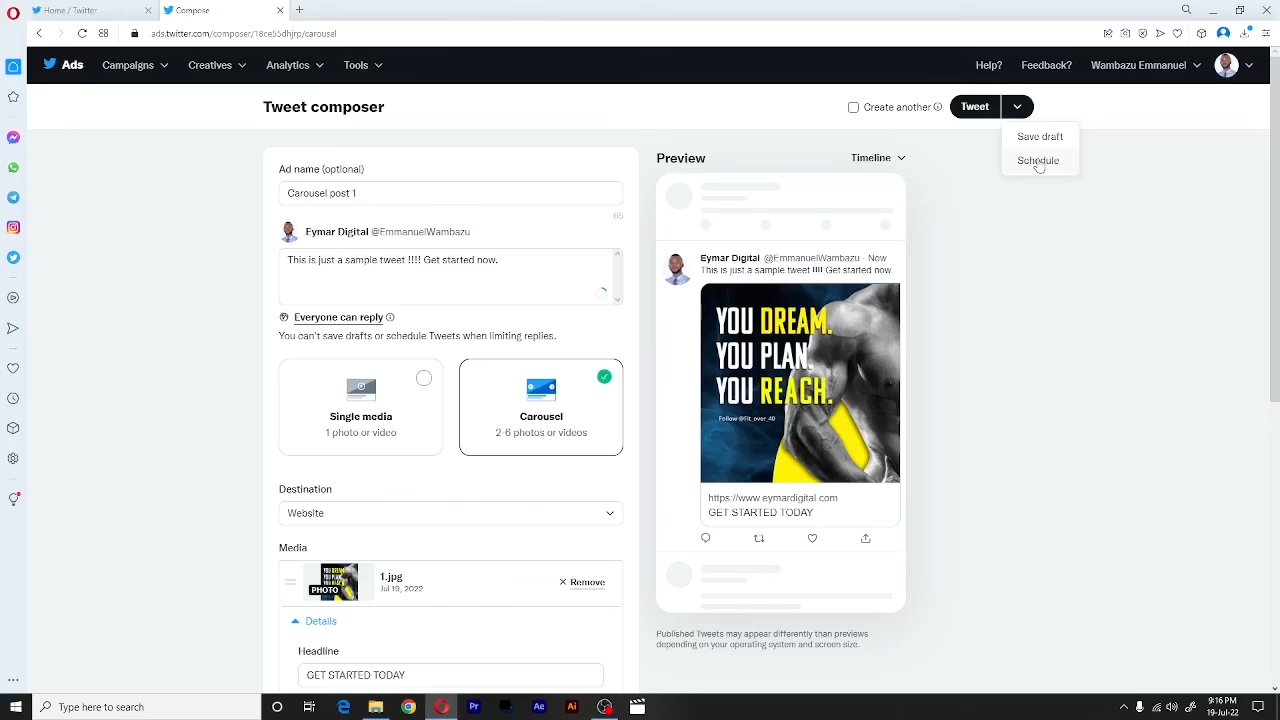 Home / Twitter
Compose
ads.twitter.com/composer/18ce55dhjrp/carousel
Ads
Campaigns
Creatives
Analytics
Tools
Help?
Feedback?
Wambazu Emmanuel
Tweet composer
Create another
Tweet
Save draft
Schedule
Ad name (optional)
Carousel post 1
65
Eymar Digital @EmmanuelWambazu
This is just a sample tweet !!!! Get started now.
Everyone can reply
You can't save drafts or schedule Tweets when limiting replies.
Single media
1 photo or video
Carousel
2-6 photos or videos
Destination
Website
Media
PHOTO
1.jpg
Jul 19, 2022
Remove
Details
Headline
GET STARTED TODAY
Preview
Timeline
Eymar Digital @EmmanuelWambazu · Now
This is just a sample tweet !!!! Get started now
YOU DREAM.
YOU PLAN.
YOU REACH.
Follow @Fit_over_40
https://www.eymardigital.com
GET STARTED TODAY
Published Tweets may appear differently than previews
depending on your operating system and screen size.
Type here to search
Pr
Ae
Ai
9:16 PM
19-Jul-22